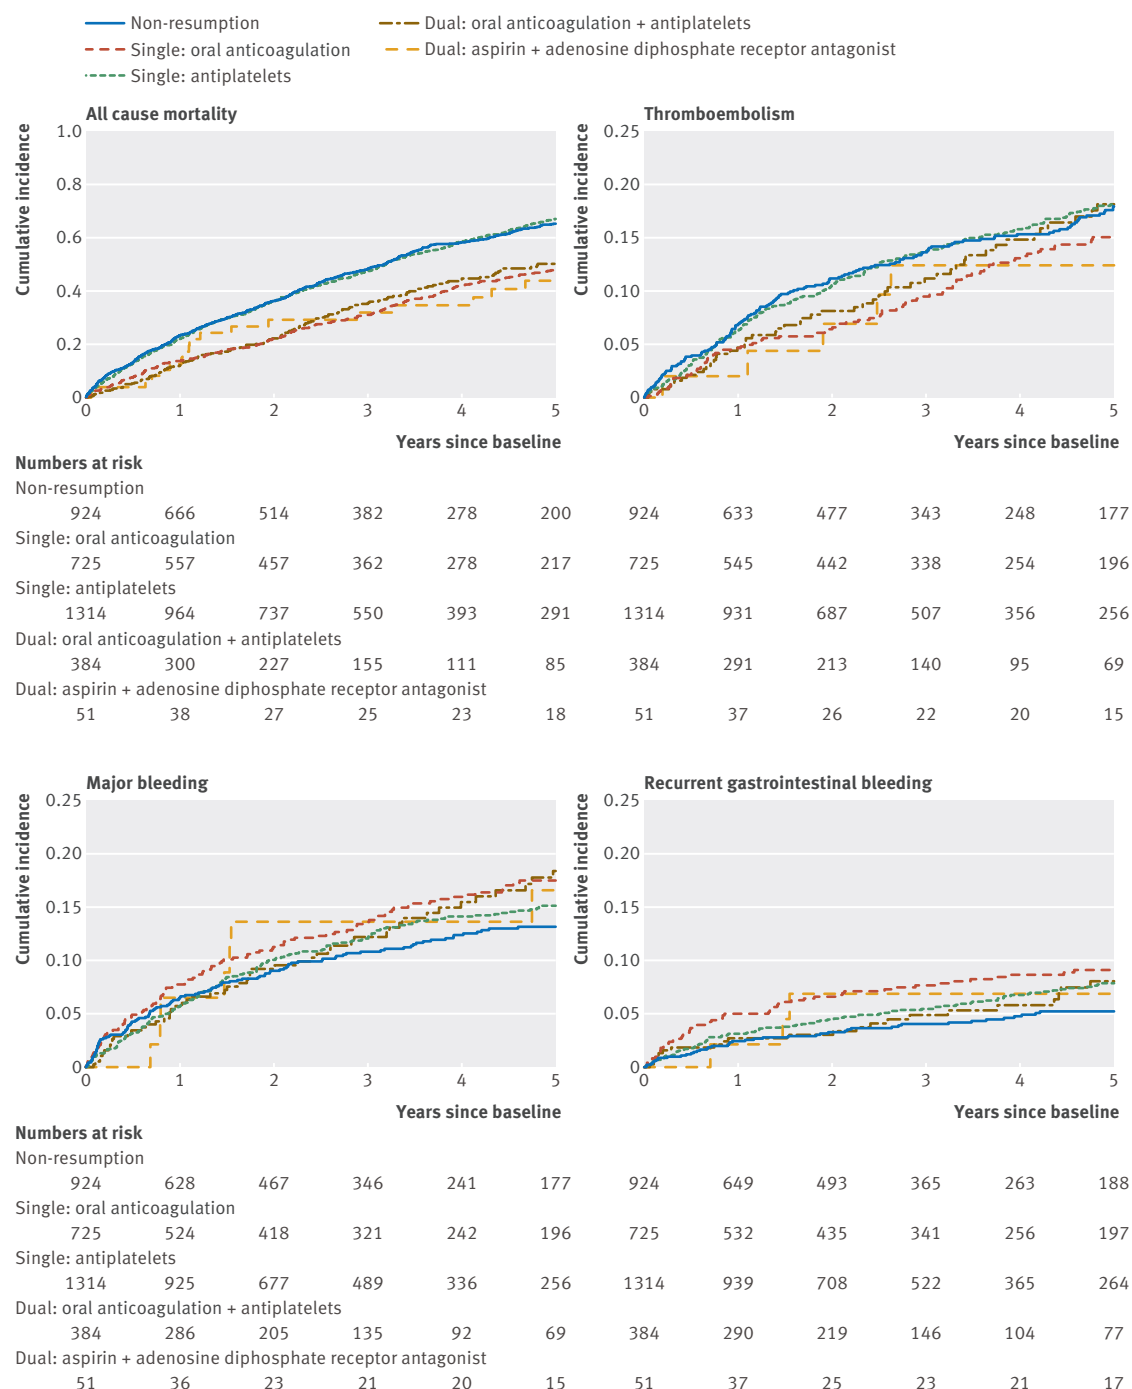 Non-resumption
Single: oral anticoagulation
Single: antiplatelets
Dual: oral anticoagulation + antiplatelets
Dual: aspirin + adenosine diphosphate receptor antagonist
All cause mortality
Cumulative incidence
1.0
0.8
0.6
0.4
0.2
0
0 1 2 3 4 5
Years since baseline
Thromboembolism
Cumulative incidence
0.25
0.20
0.15
0.10
0.05
0
0 1 2 3 4 5
Years since baseline
Numbers at risk
Non-resumption
924 666 514 382 278 200 924 633 477 343 248 177
Single: oral anticoagulation
725 557 457 362 278 217 725 545 442 338 254 196
Single: antiplatelets
1314 964 737 550 393 291 1314 931 687 507 356 256
Dual: oral anticoagulation + antiplatelets
384 300 227 155 111 85 384 291 213 140 95 69
Dual: aspirin + adenosine diphosphate receptor antagonist
51 38 27 25 23 18 51 37 26 22 20 15
Major bleeding
Cumulative incidence
0.25
0.20
0.15
0.10
0.05
0
0 1 2 3 4 5
Years since baseline
Recurrent gastrointestinal bleeding
Cumulative incidence
0.25
0.20
0.15
0.10
0.05
0
0 1 2 3 4 5
Years since baseline
Numbers at risk
Non-resumption
924 628 467 346 241 177 924 649 493 365 263 188
Single: oral anticoagulation
725 524 418 321 242 196 725 532 435 341 256 197
Single: antiplatelets
1314 925 677 489 336 256 1314 939 708 522 365 264
Dual: oral anticoagulation + antiplatelets
384 286 205 135 92 69 384 290 219 146 104 77
Dual: aspirin + adenosine diphosphate receptor antagonist
51 36 23 21 20 15 51 37 25 23 21 17